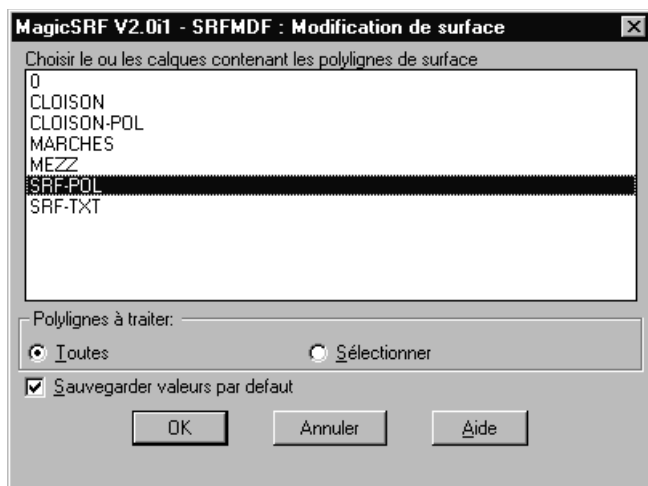 MagicSRF V2.0i1 - SRFMDF : Modification de surface
Choisir le ou les calques contenant les polylignes de surface
0
CLOISON
CLOISON-POL
MARCHES
MEZZ
SRF-POL
SRF-TXT
Polylignes à traiter:
Toutes
Sélectionner
Sauvegarder valeurs par defaut
OK
Annuler
Aide